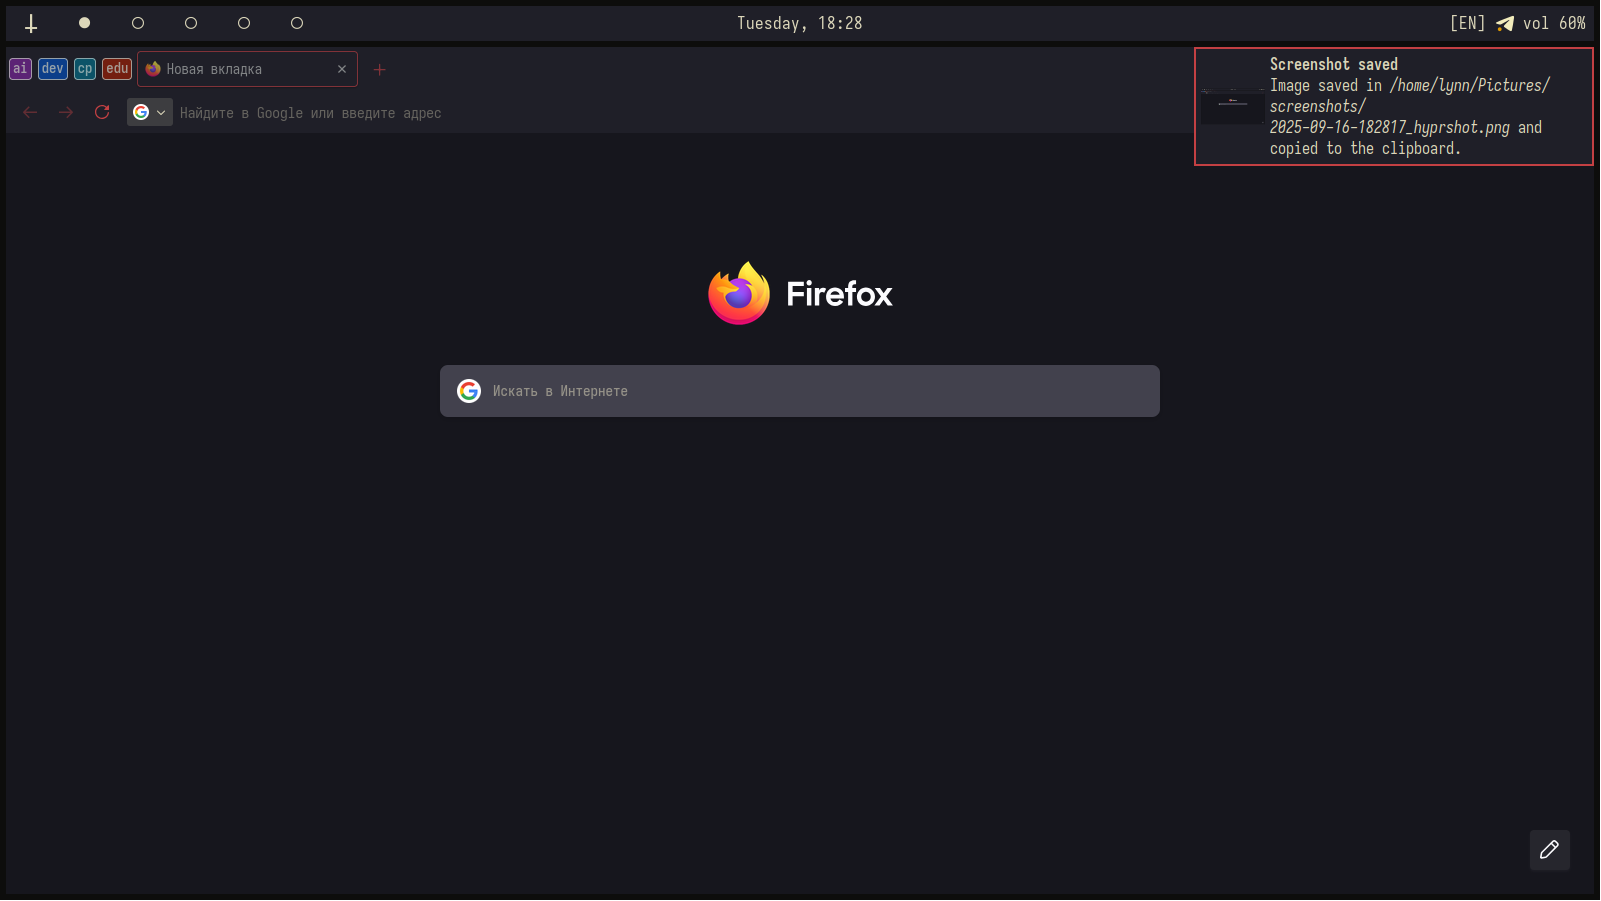 Tuesday, 18:28
[EN] vol 60%
ai dev cp edu Новая вкладка
Найдите в Google или введите адрес
Screenshot saved
Image saved in /home/lynn/Pictures/
screenshots/
2025-09-16-182817_hyprshot.png and
copied to the clipboard.
Firefox
Искать в Интернете